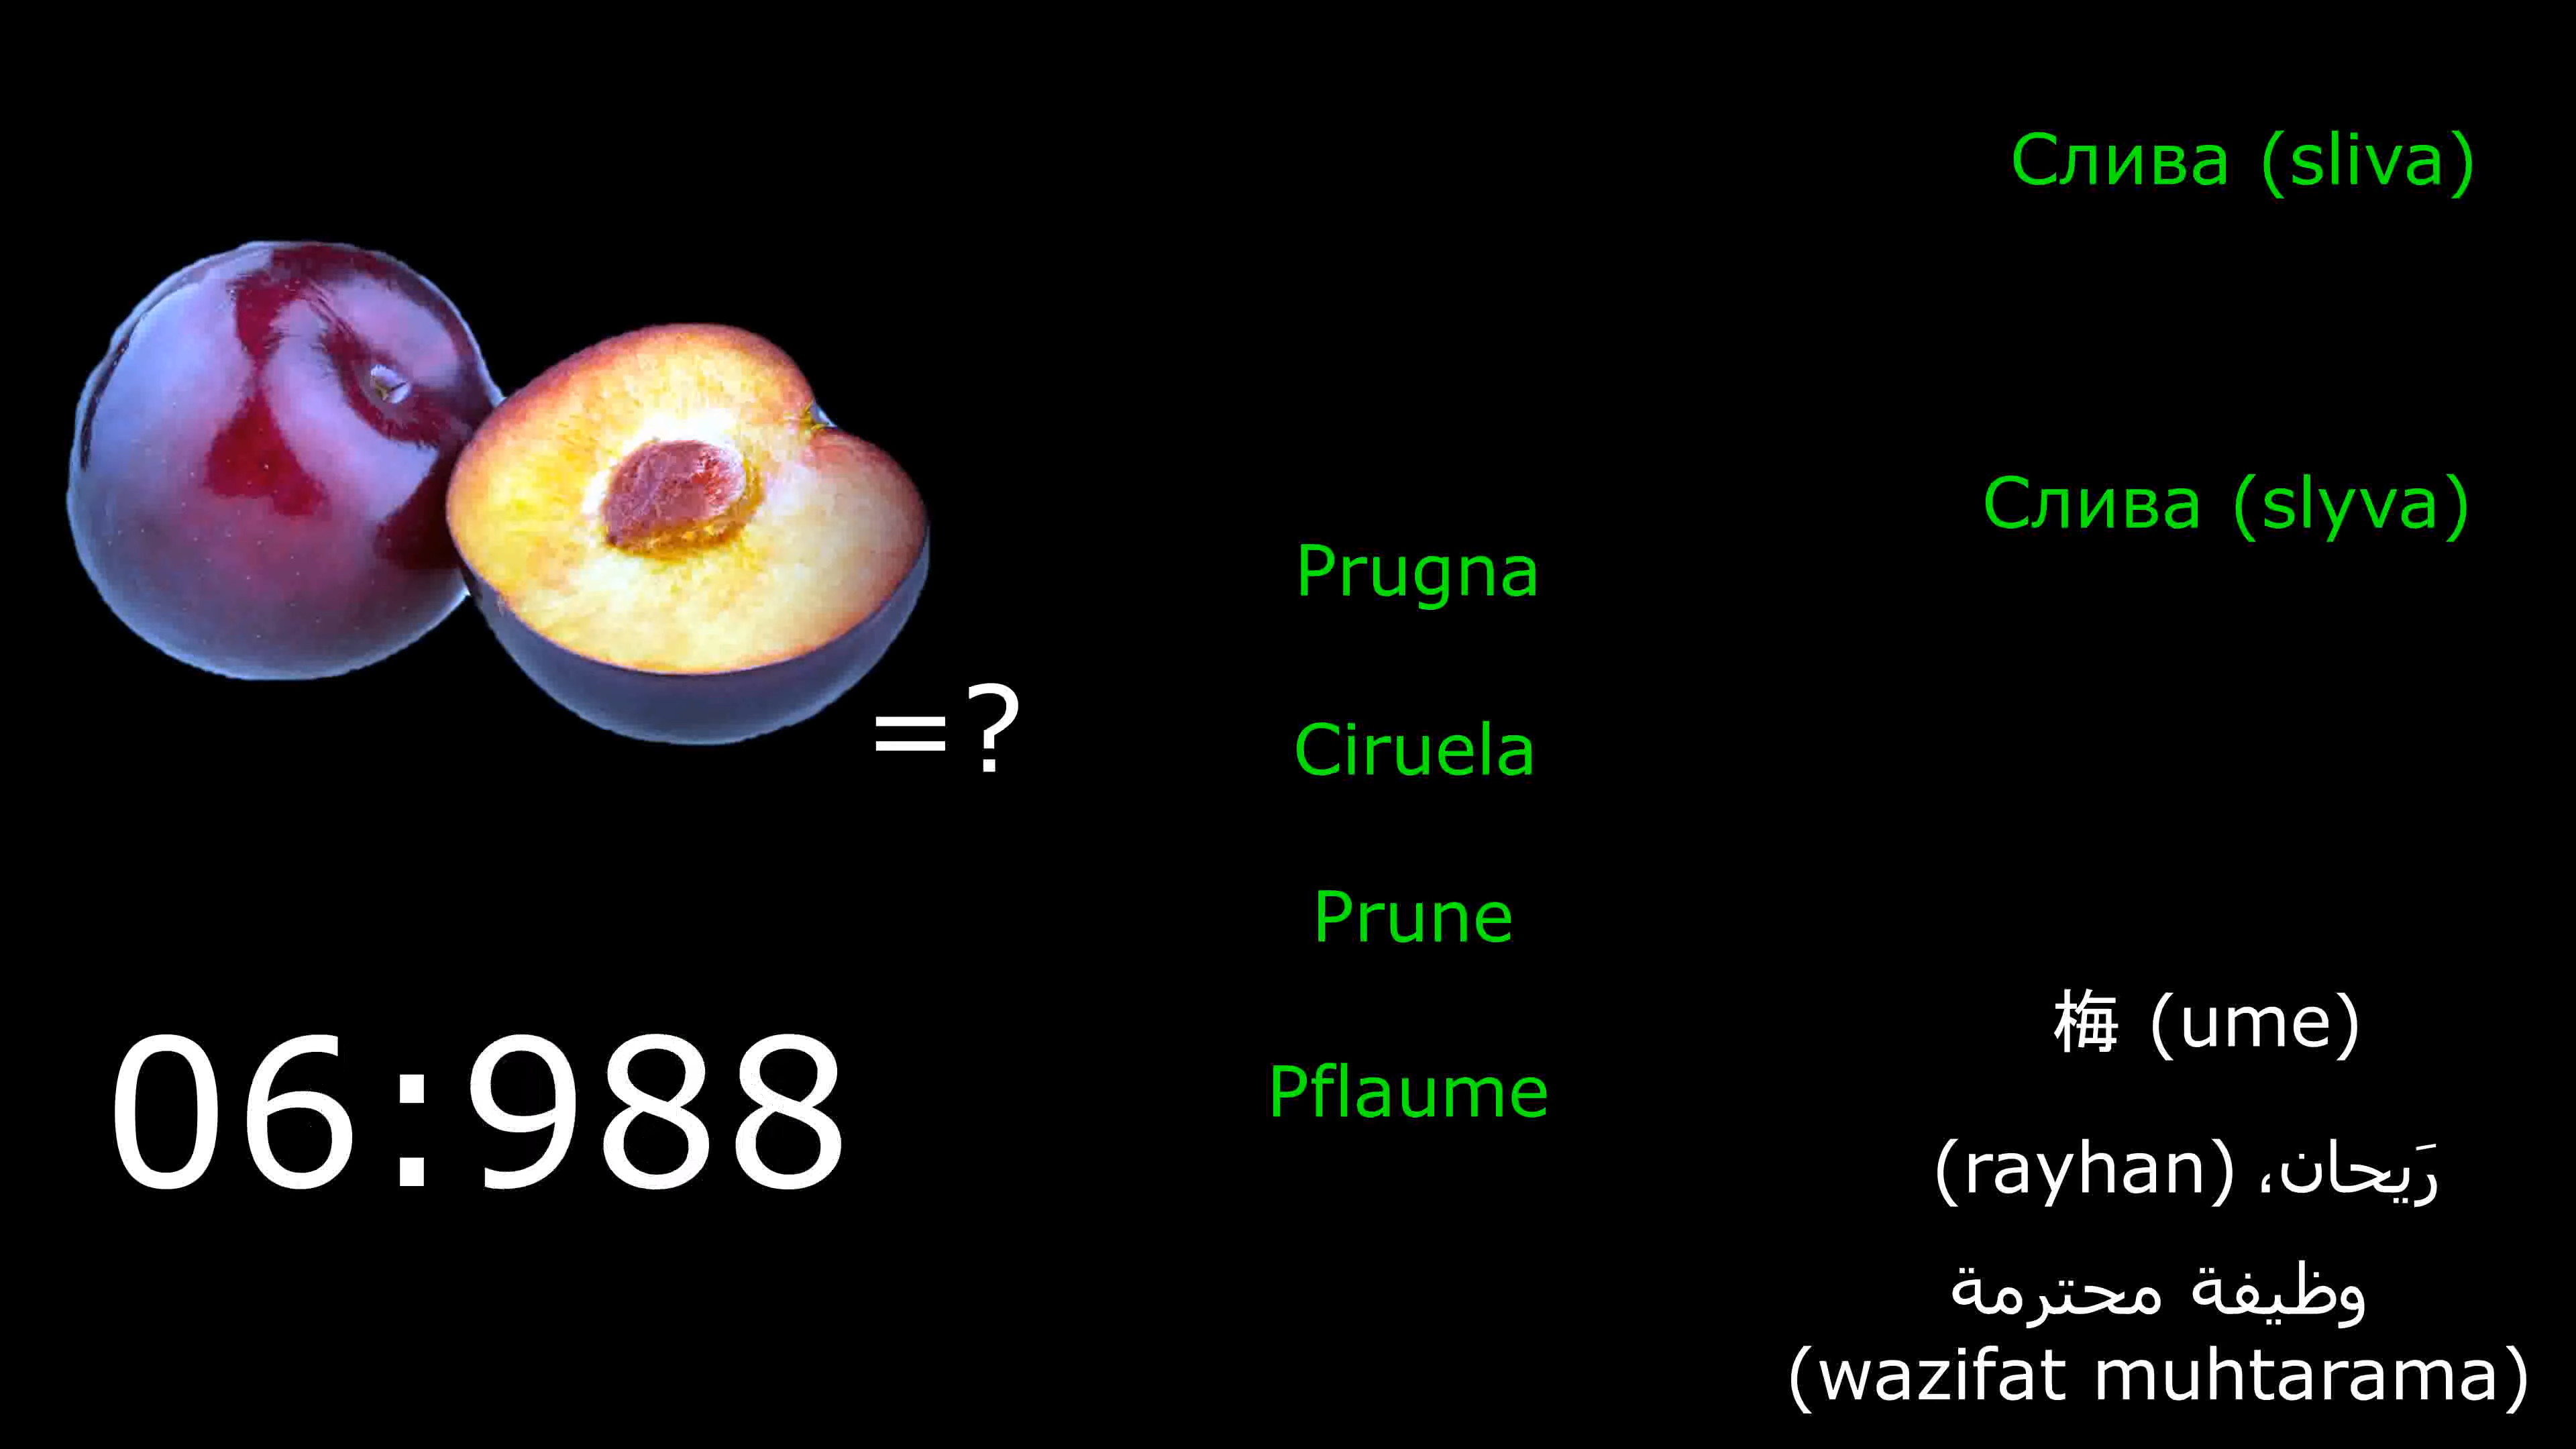 =?
06:988
Prugna
Ciruela
Prune
Pflaume
Слива (sliva)
Слива (slyva)
梅 (ume)
رَيحان، (rayhan)
وظيفة محترمة
(wazifat muhtarama)